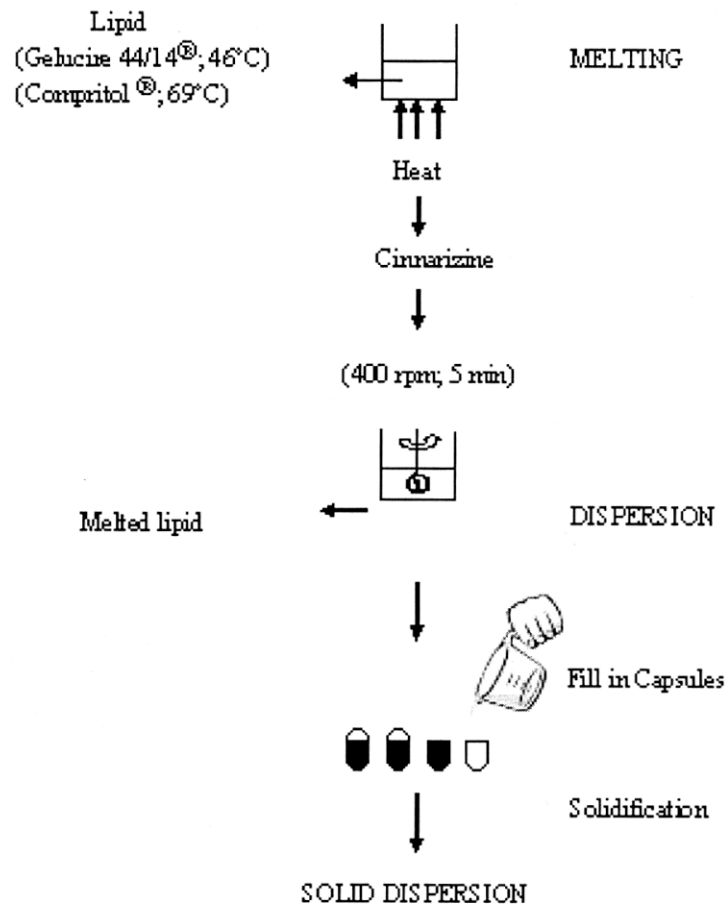 Lipid
(Gelucire 44/14®; 46°C)
(Compritol ®; 69°C)
MELTING
Heat
Cinnarizine
(400 rpm; 5 min)
Melted lipid
DISPERSION
Fill in Capsules
Solidification
SOLID DISPERSION